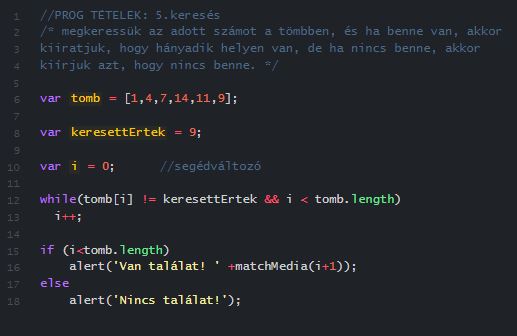 1 //PROG TÉTELEK: 5.keresés
2 /* megkeressük az adott számot a tömbben, és ha benne van, akkor
3 kiiratjuk, hogy hányadik helyen van, de ha nincs benne, akkor
4 kiírjuk azt, hogy nincs benne. */
5
6 var tomb = [1,4,7,14,11,9];
7
8 var keresettErtek = 9;
9
10 var i = 0; //segédváltozó
11
12 while(tomb[i] != keresettErtek && i < tomb.length)
13 i++;
14
15 if (i<tomb.length)
16 alert('Van találat! ' +matchMedia(i+1));
17 else
18 alert('Nincs találat!');